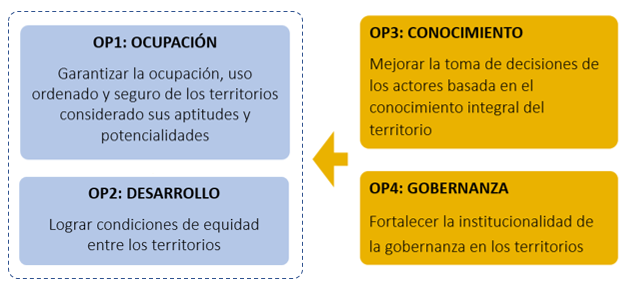 OP1: OCUPACIÓN
Garantizar la ocupación, uso
ordenado y seguro de los territorios
considerado sus aptitudes y
potencialidades
OP2: DESARROLLO
Lograr condiciones de equidad
entre los territorios
OP3: CONOCIMIENTO
Mejorar la toma de decisiones de
los actores basada en el
conocimiento integral del
territorio
OP4: GOBERNANZA
Fortalecer la institucionalidad de
la gobernanza en los territorios